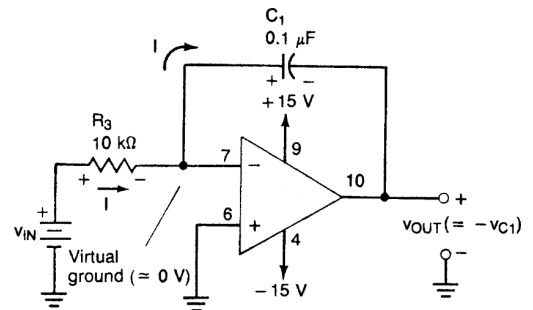 C1
0.1 μF
I
+ −
+15 V
R3
10 kΩ
7 −
9
+ −
I
10
+
vIN
+
6 +
4
vOUT (= −vC1)
Virtual
ground (≃ 0 V)
−
−15 V